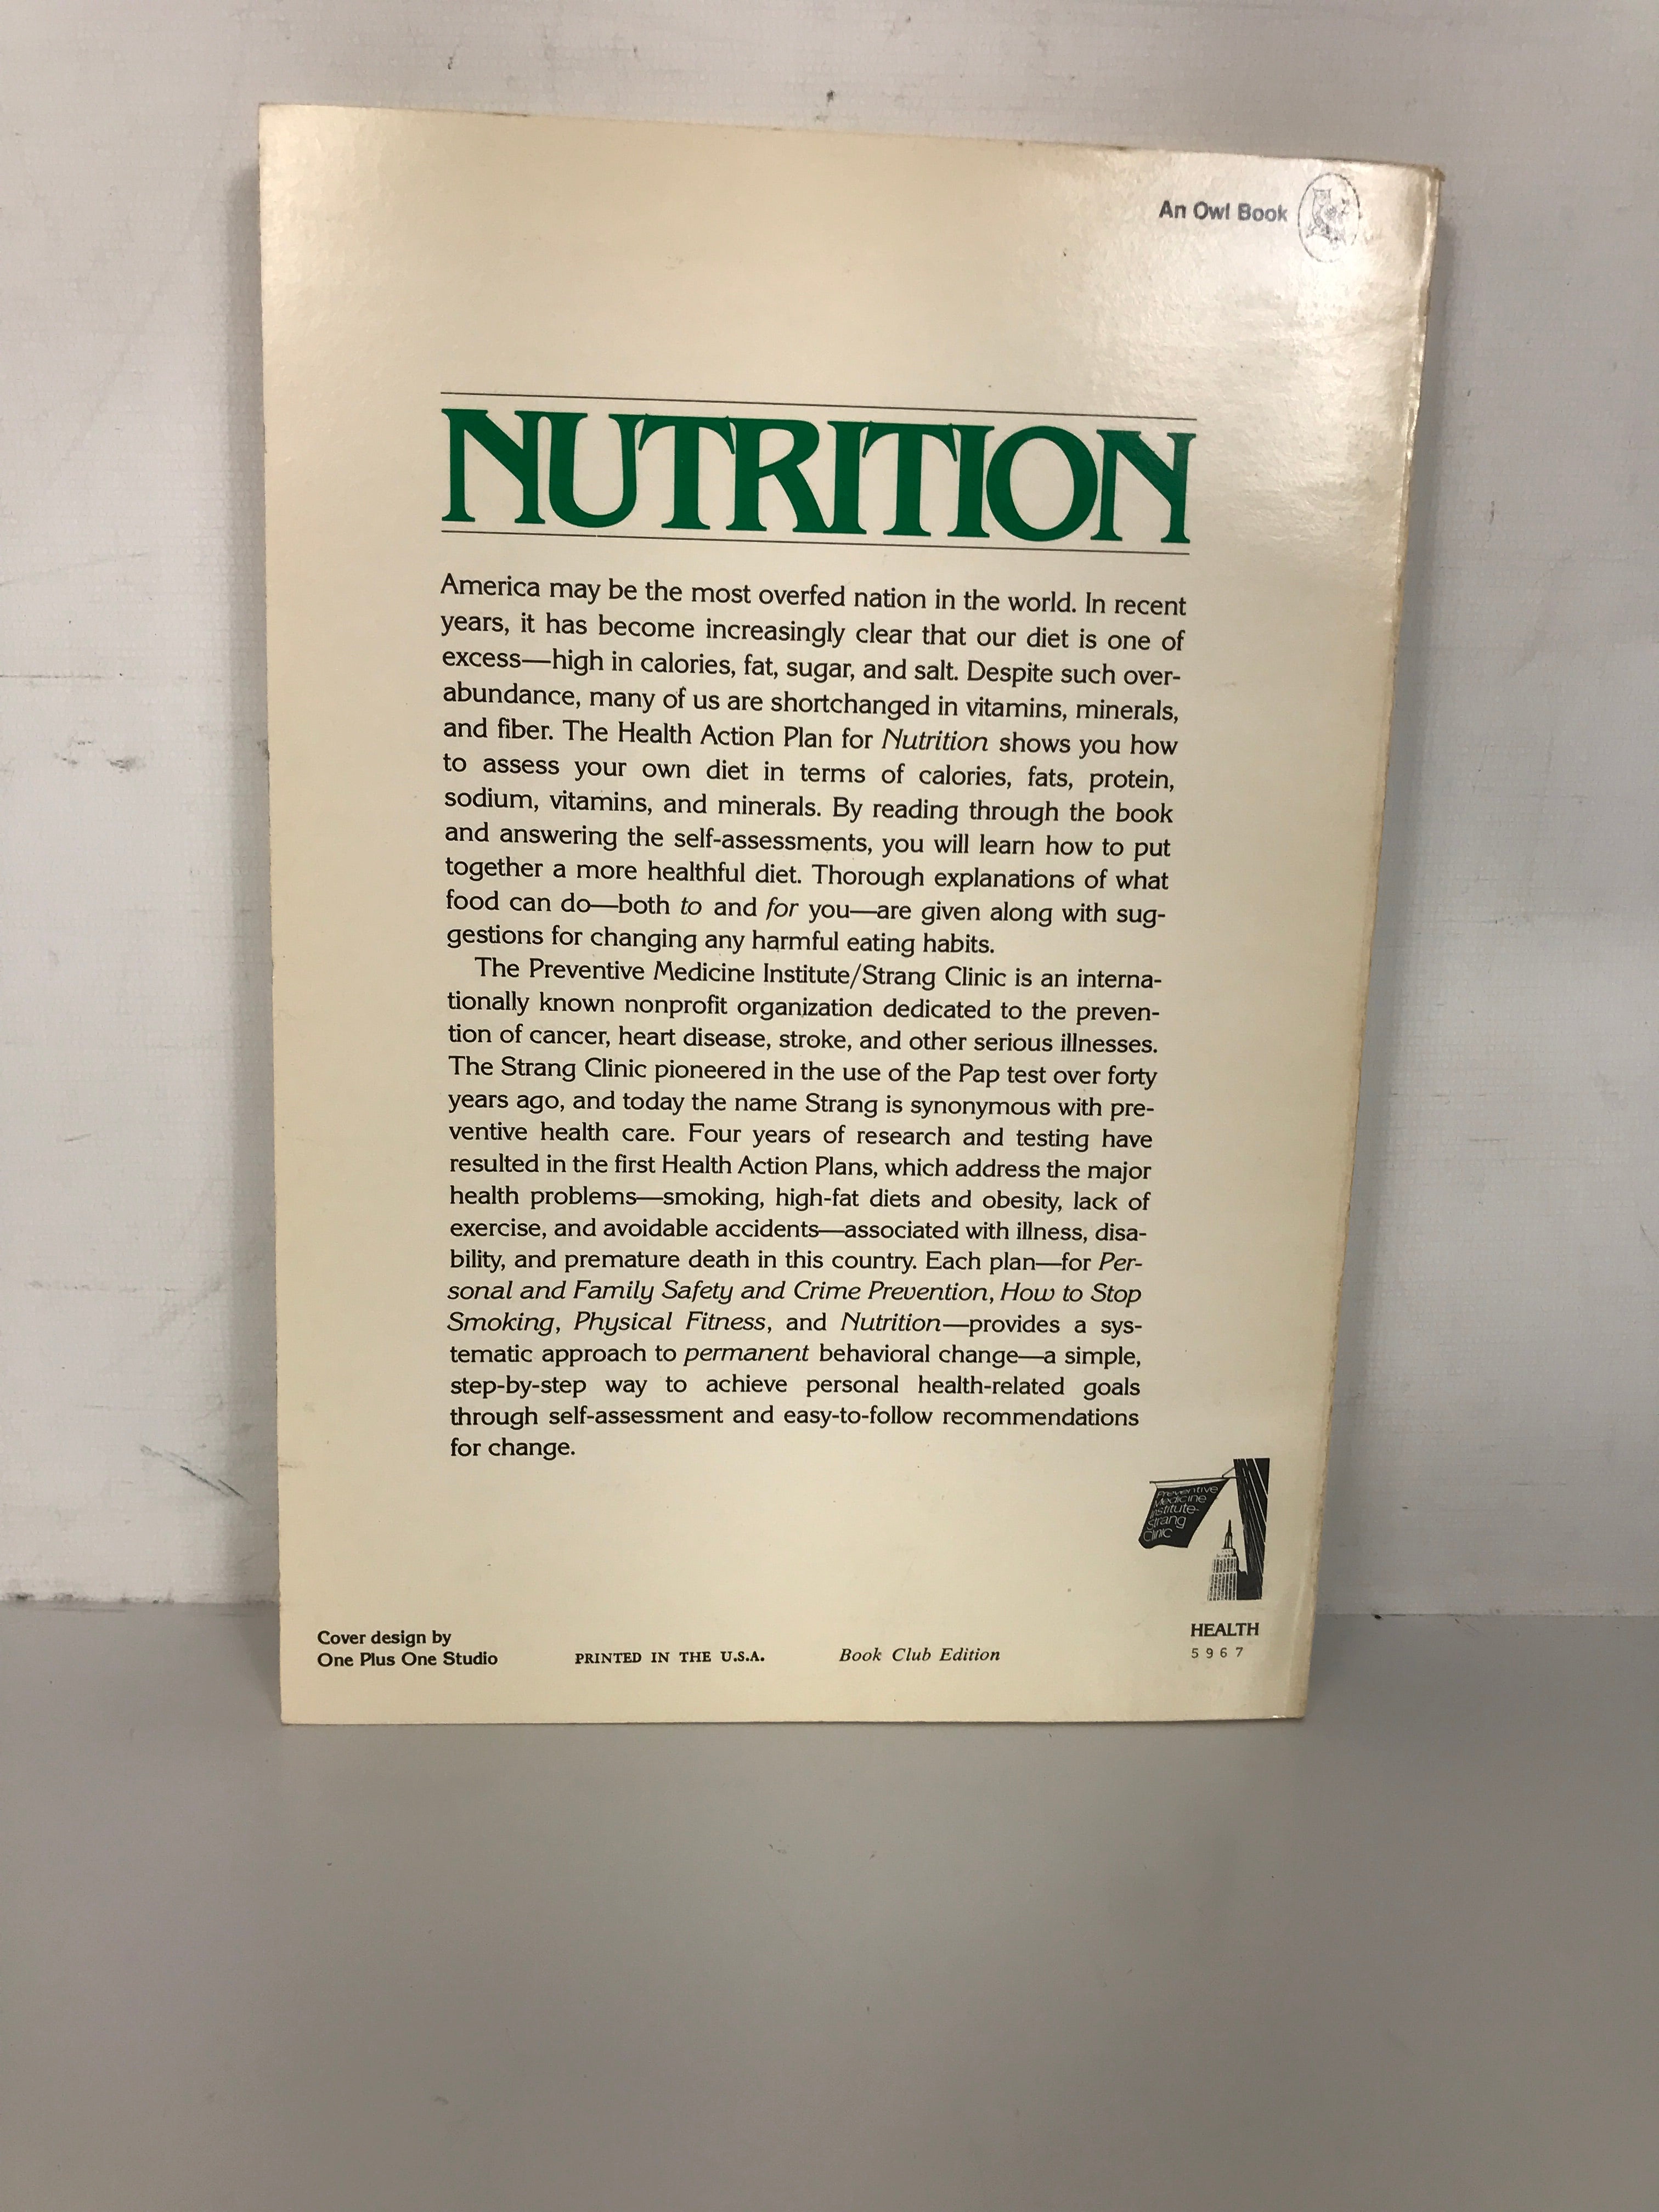 An Owl Book
NUTRITION
America may be the most overfed nation in the world. In recent
years, it has become increasingly clear that our diet is one of
excess—high in calories, fat, sugar, and salt. Despite such over-
abundance, many of us are shortchanged in vitamins, minerals,
and fiber. The Health Action Plan for Nutrition shows you how
to assess your own diet in terms of calories, fats, protein,
sodium, vitamins, and minerals. By reading through the book
and answering the self-assessments, you will learn how to put
together a more healthful diet. Thorough explanations of what
food can do—both to and for you—are given along with sug-
gestions for changing any harmful eating habits.
The Preventive Medicine Institute/Strang Clinic is an interna-
tionally known nonprofit organization dedicated to the preven-
tion of cancer, heart disease, stroke, and other serious illnesses.
The Strang Clinic pioneered in the use of the Pap test over forty
years ago, and today the name Strang is synonymous with pre-
ventive health care. Four years of research and testing have
resulted in the first Health Action Plans, which address the major
health problems—smoking, high-fat diets and obesity, lack of
exercise, and avoidable accidents—associated with illness, disa-
bility, and premature death in this country. Each plan—for Per-
sonal and Family Safety and Crime Prevention, How to Stop
Smoking, Physical Fitness, and Nutrition—provides a sys-
tematic approach to permanent behavioral change—a simple,
step-by-step way to achieve personal health-related goals
through self-assessment and easy-to-follow recommendations
for change.
Preventive
Medicine
Institute-
Strang
Clinic
Cover design by
One Plus One Studio
PRINTED IN THE U.S.A.
Book Club Edition
HEALTH
5967